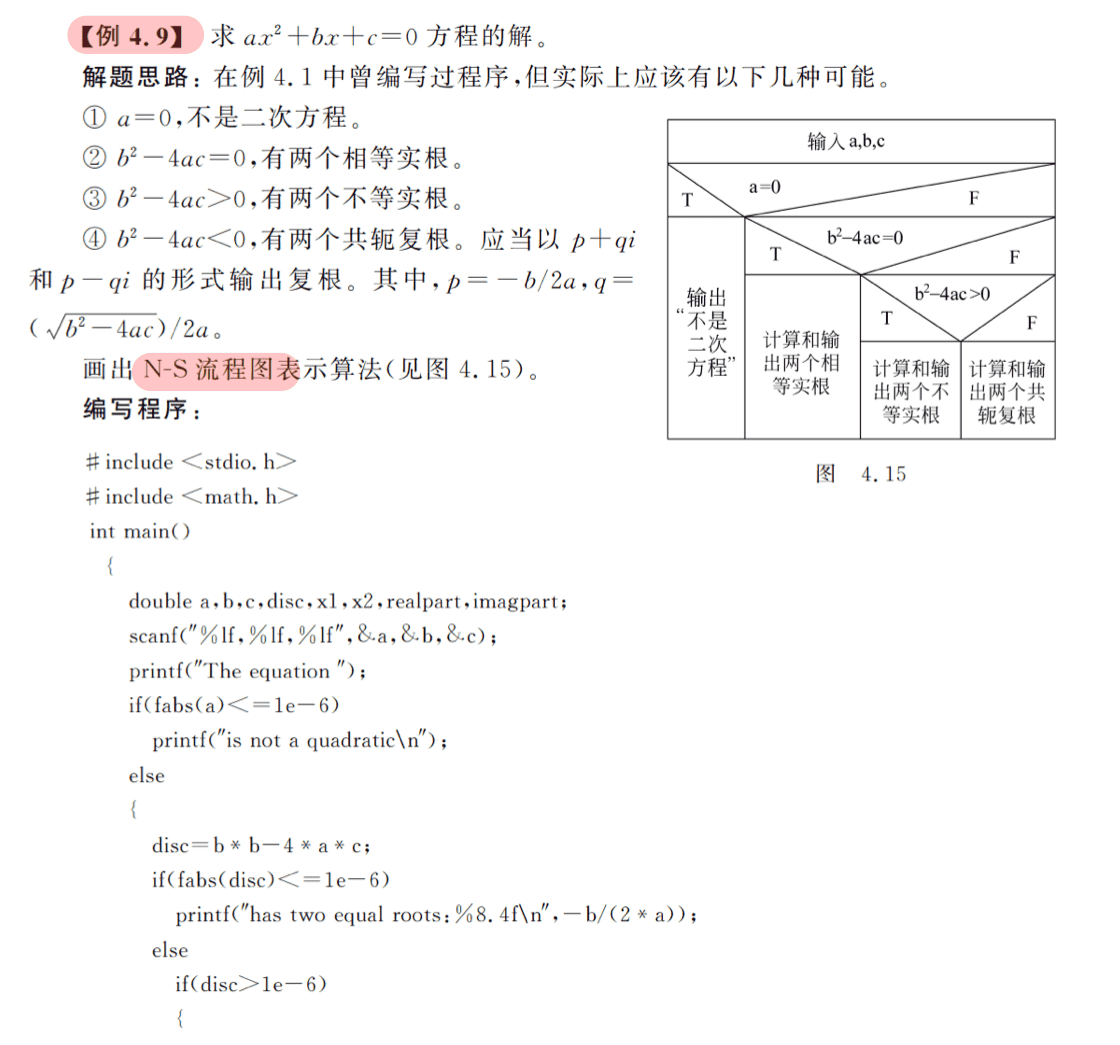 【例 4.9】 求 ax²+bx+c=0 方程的解。
解题思路：在例 4.1 中曾编写过程序，但实际上应该有以下几种可能。
① a=0，不是二次方程。
② b²-4ac=0，有两个相等实根。
③ b²-4ac>0，有两个不等实根。
④ b²-4ac<0，有两个共轭复根。应当以 p+qi
和 p-qi 的形式输出复根。其中，p=-b/2a，q=
(√b²-4ac)/2a。
画出 N-S 流程图表示算法(见图 4.15)。
编写程序：
输入a,b,c
T
a=0
F
T
b²-4ac=0
F
T
b²-4ac>0
F
输出
“不是
二次
方程”
计算和输
出两个相
等实根
计算和输
出两个不
等实根
计算和输
出两个共
轭复根
图 4.15
#include <stdio.h>
#include <math.h>
int main()
{
double a,b,c,disc,x1,x2,realpart,imagpart;
scanf("%lf,%lf,%lf",&a,&b,&c);
printf("The equation ");
if(fabs(a)<=1e-6)
printf("is not a quadratic\n");
else
{
disc=b*b-4*a*c;
if(fabs(disc)<=1e-6)
printf("has two equal roots:%8.4f\n",-b/(2*a));
else
if(disc>1e-6)
{